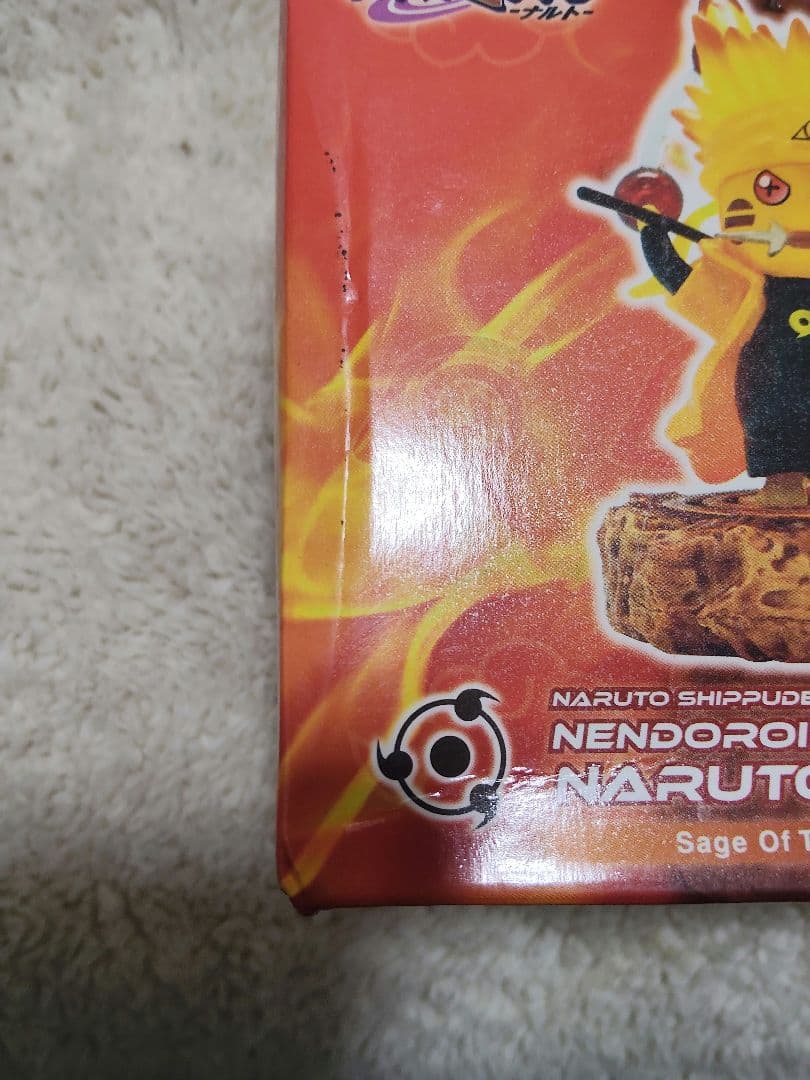 -ナルト-
NARUTO SHIPPUDE
NENDOROI
NARUTO
Sage Of T